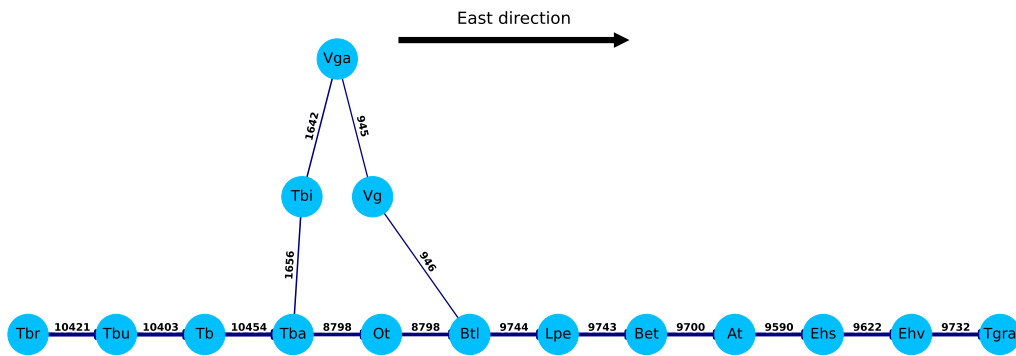 East direction
Vga
1642
945
Tbi
Vg
1656
946
10421
10403
10454
8798
8798
9744
9743
9700
9590
9622
9732
Tbr
Tbu
Tb
Tba
Ot
Btl
Lpe
Bet
At
Ehs
Ehv
Tgra